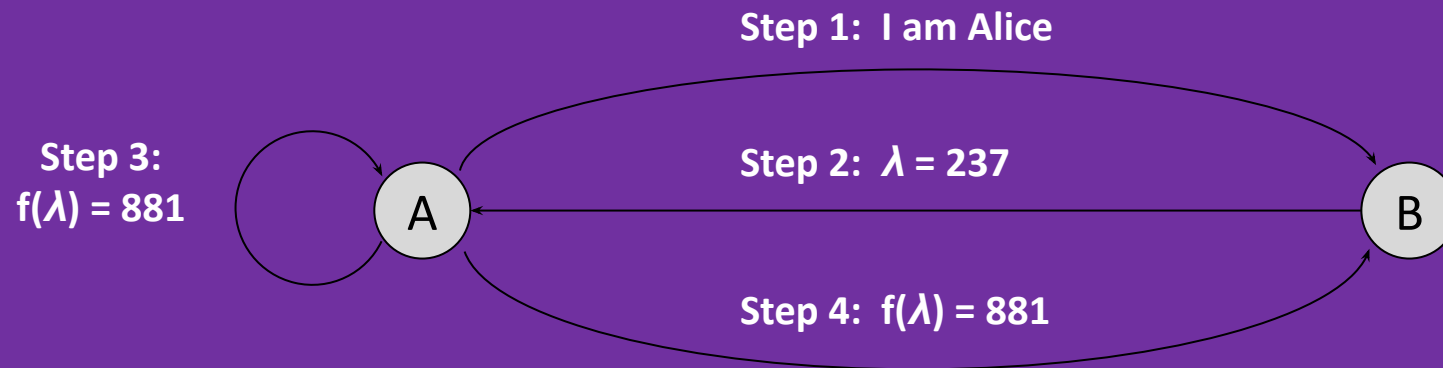 Step 1: I am Alice
Step 3:
f(λ) = 881
A
Step 2: λ = 237
B
Step 4: f(λ) = 881